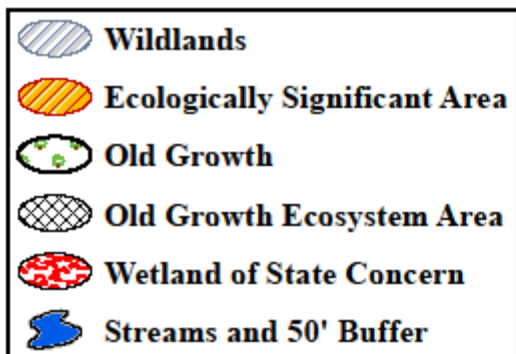 Wildlands
Ecologically Significant Area
Old Growth
Old Growth Ecosystem Area
Wetland of State Concern
Streams and 50' Buffer